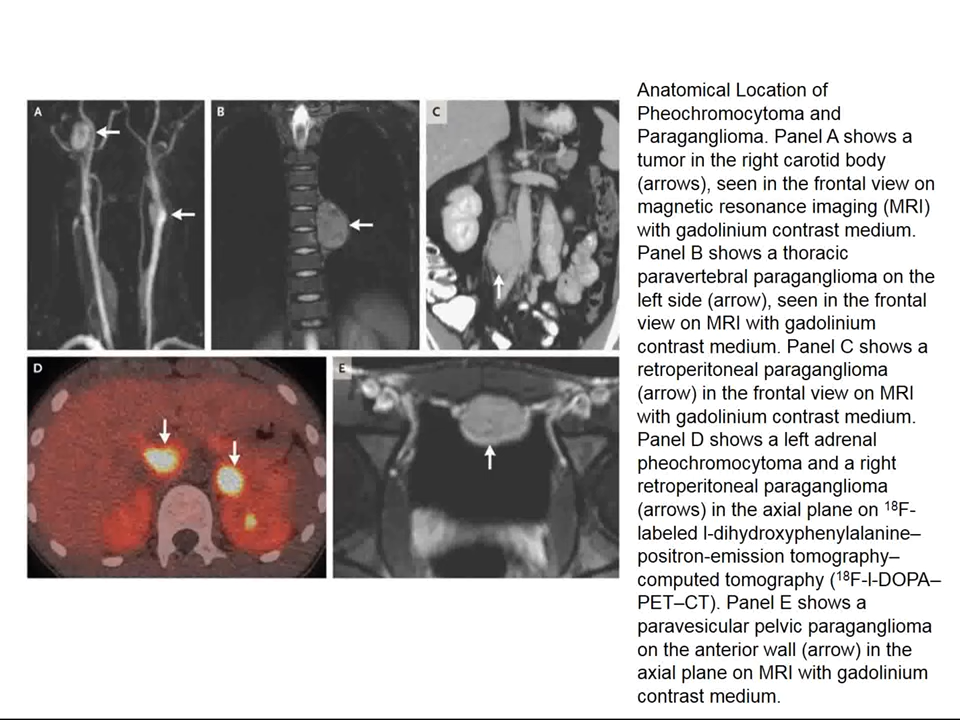 A
B
C
D
E
Anatomical Location of
Pheochromocytoma and
Paraganglioma. Panel A shows a
tumor in the right carotid body
(arrows), seen in the frontal view on
magnetic resonance imaging (MRI)
with gadolinium contrast medium.
Panel B shows a thoracic
paravertebral paraganglioma on the
left side (arrow), seen in the frontal
view on MRI with gadolinium
contrast medium. Panel C shows a
retroperitoneal paraganglioma
(arrow) in the frontal view on MRI
with gadolinium contrast medium.
Panel D shows a left adrenal
pheochromocytoma and a right
retroperitoneal paraganglioma
(arrows) in the axial plane on ¹⁸F-
labeled l-dihydroxyphenylalanine–
positron-emission tomography–
computed tomography (¹⁸F-l-DOPA–
PET–CT). Panel E shows a
paravesicular pelvic paraganglioma
on the anterior wall (arrow) in the
axial plane on MRI with gadolinium
contrast medium.